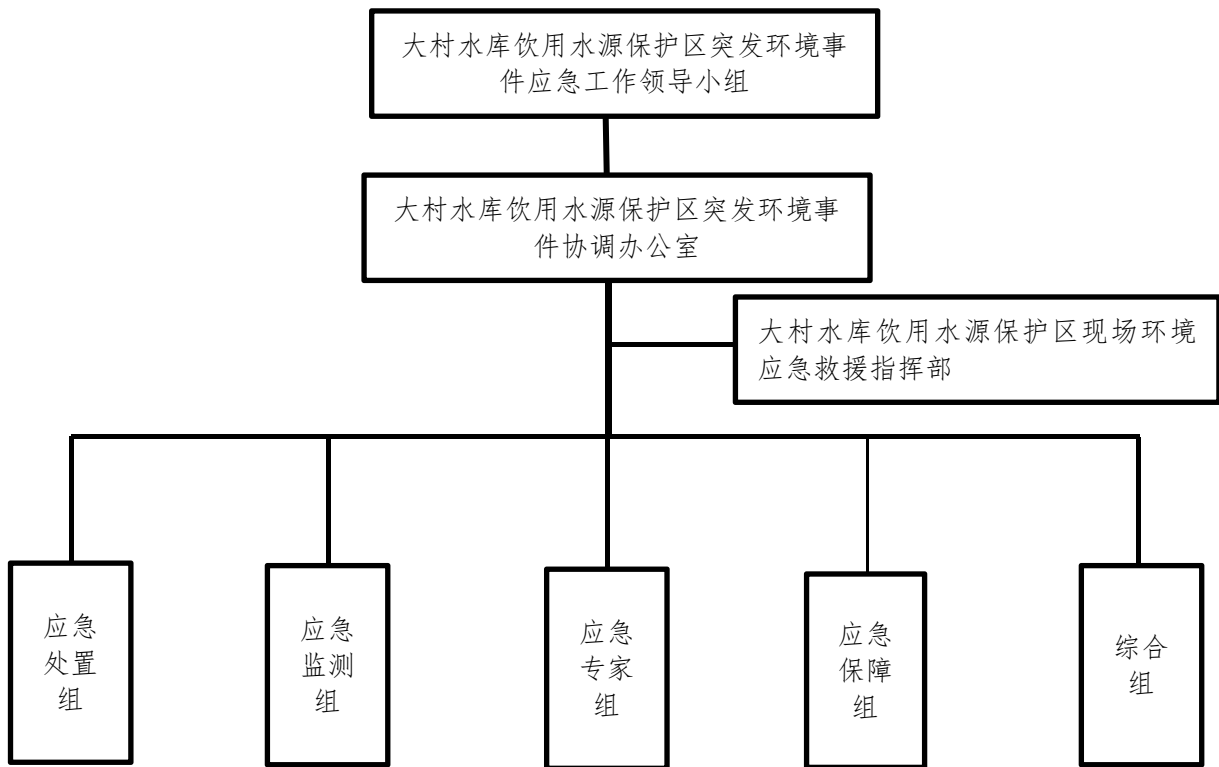 大村水库饮用水源保护区突发环境事
件应急工作领导小组
大村水库饮用水源保护区突发环境事
件协调办公室
大村水库饮用水源保护区现场环境
应急救援指挥部
应急
处置
组
应急
监测
组
应急
专家
组
应急
保障
组
综合
组